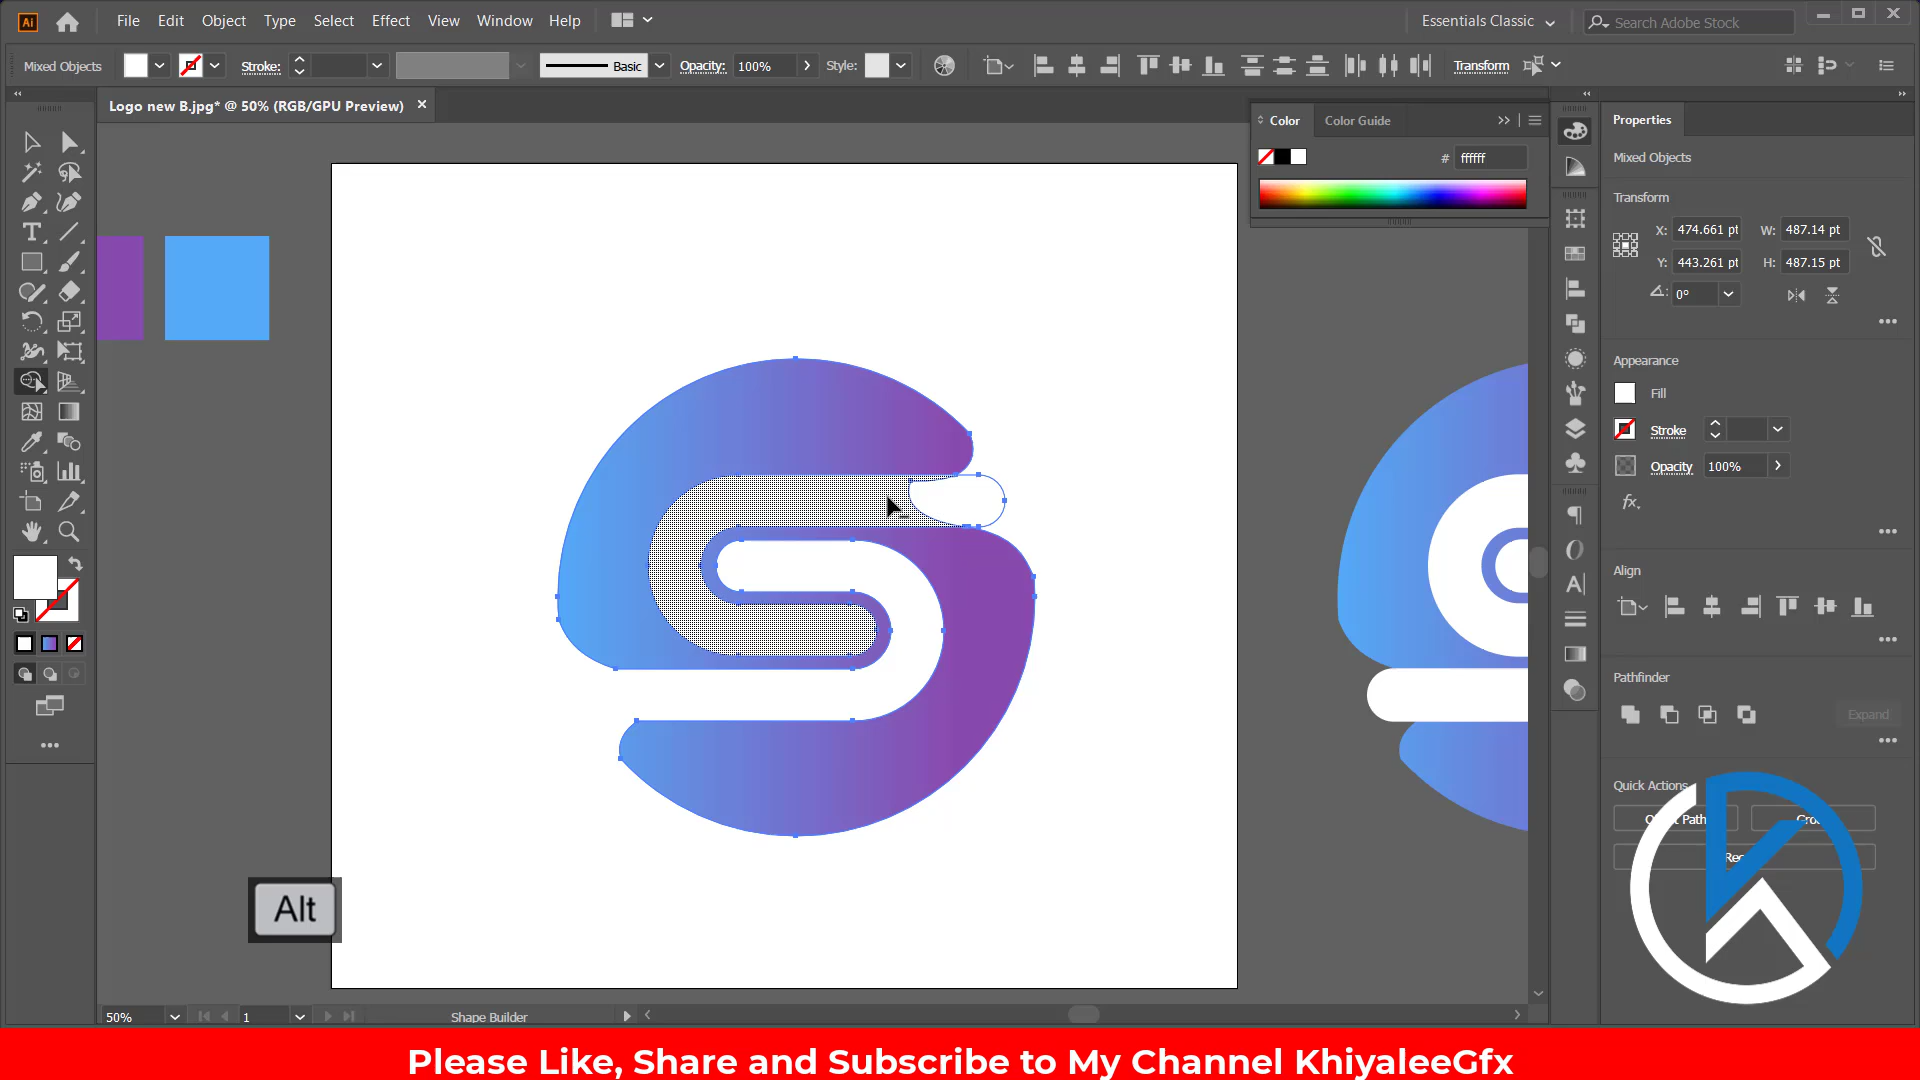 Ai File Edit Object Type Select Effect View Window Help Essentials Classic Search Adobe Stock
Mixed Objects Stroke: Basic Opacity: 100% Style: Transform
Logo new B.jpg* @ 50% (RGB/GPU Preview)
Color Color Guide
# ffffff
Properties
Mixed Objects
Transform
X: 474.661 pt W: 487.14 pt
Y: 443.261 pt H: 487.15 pt
0°
Appearance
Fill
Stroke
Opacity 100%
fx
Align
Pathfinder
Expand
Quick Actions
Alt
50% 1 Shape Builder
Please Like, Share and Subscribe to My Channel KhiyaleeGfx